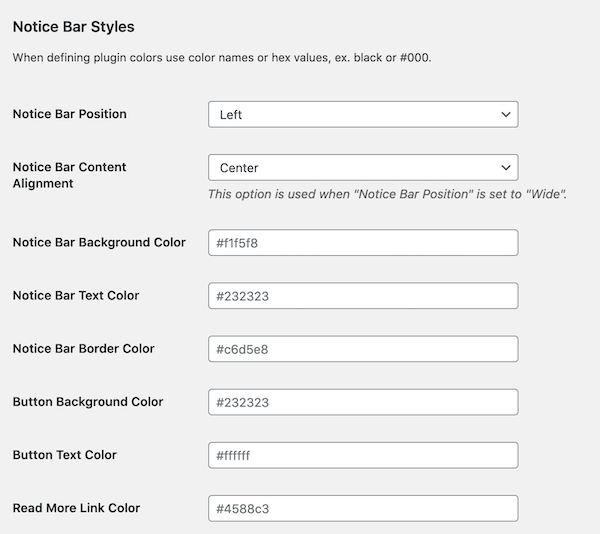 Notice Bar Styles
When defining plugin colors use color names or hex values, ex. black or #000.
Notice Bar Position
Left
Notice Bar Content
Alignment
Center
This option is used when "Notice Bar Position" is set to "Wide".
Notice Bar Background Color
#f1f5f8
Notice Bar Text Color
#232323
Notice Bar Border Color
#c6d5e8
Button Background Color
#232323
Button Text Color
#ffffff
Read More Link Color
#4588c3